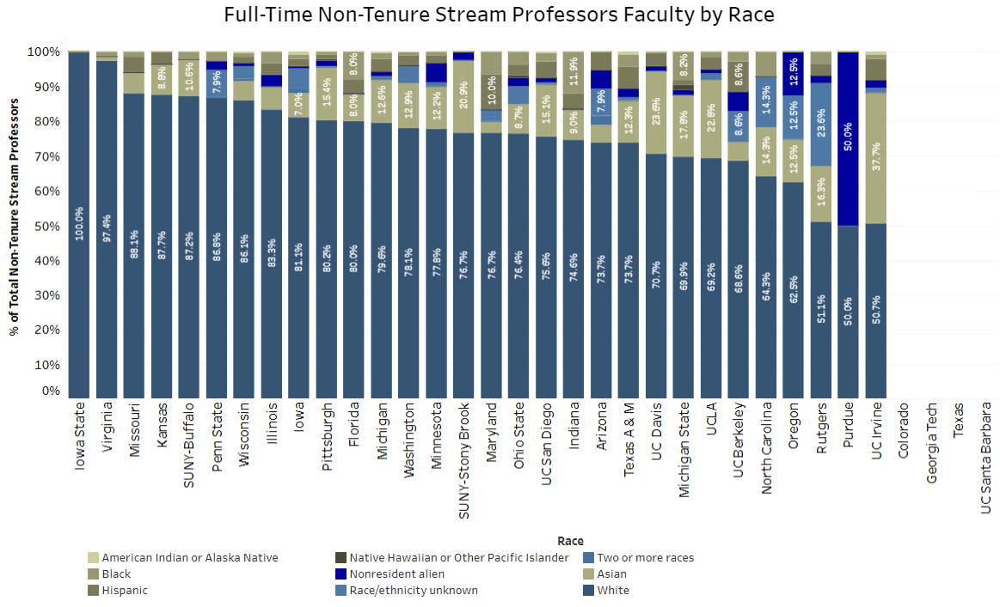 Full-Time Non-Tenure Stream Professors Faculty by Race
% of Total Non-Tenure Stream Professors
100%
90%
80%
70%
60%
50%
40%
30%
20%
10%
0%
100.0%
97.4%
88.1%
87.7%
8.8%
87.2%
10.6%
86.8%
7.9%
86.1%
83.3%
81.1%
7.0%
80.2%
15.4%
80.0%
8.0%
8.0%
79.6%
12.6%
78.1%
12.9%
77.8%
12.2%
76.7%
20.9%
76.7%
10.0%
76.4%
8.7%
75.6%
15.1%
74.6%
9.0%
11.9%
73.7%
7.9%
73.7%
12.3%
70.7%
23.6%
69.9%
17.8%
8.2%
69.2%
22.8%
68.6%
8.6%
8.6%
64.3%
14.3%
14.3%
62.5%
12.5%
12.5%
12.5%
51.1%
16.3%
23.6%
50.0%
50.0%
50.7%
37.7%
Iowa State
Virginia
Missouri
Kansas
SUNY-Buffalo
Penn State
Wisconsin
Illinois
Iowa
Pittsburgh
Florida
Michigan
Washington
Minnesota
SUNY-Stony Brook
Maryland
Ohio State
UC San Diego
Indiana
Arizona
Texas A & M
UC Davis
Michigan State
UCLA
UC Berkeley
North Carolina
Oregon
Rutgers
Purdue
UC Irvine
Colorado
Georgia Tech
Texas
UC Santa Barbara
Race
American Indian or Alaska Native
Native Hawaiian or Other Pacific Islander
Two or more races
Black
Nonresident alien
Asian
Hispanic
Race/ethnicity unknown
White